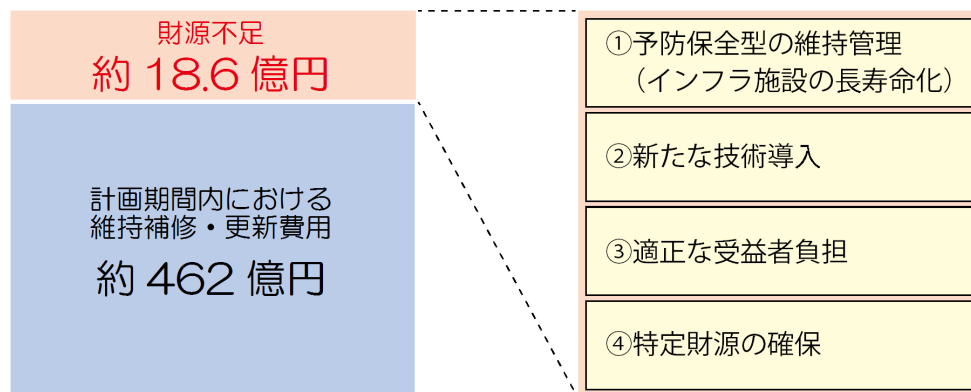 財源不足
約 18.6 億円
計画期間内における
維持補修・更新費用
約 462 億円
①予防保全型の維持管理
（インフラ施設の長寿命化）
②新たな技術導入
③適正な受益者負担
④特定財源の確保